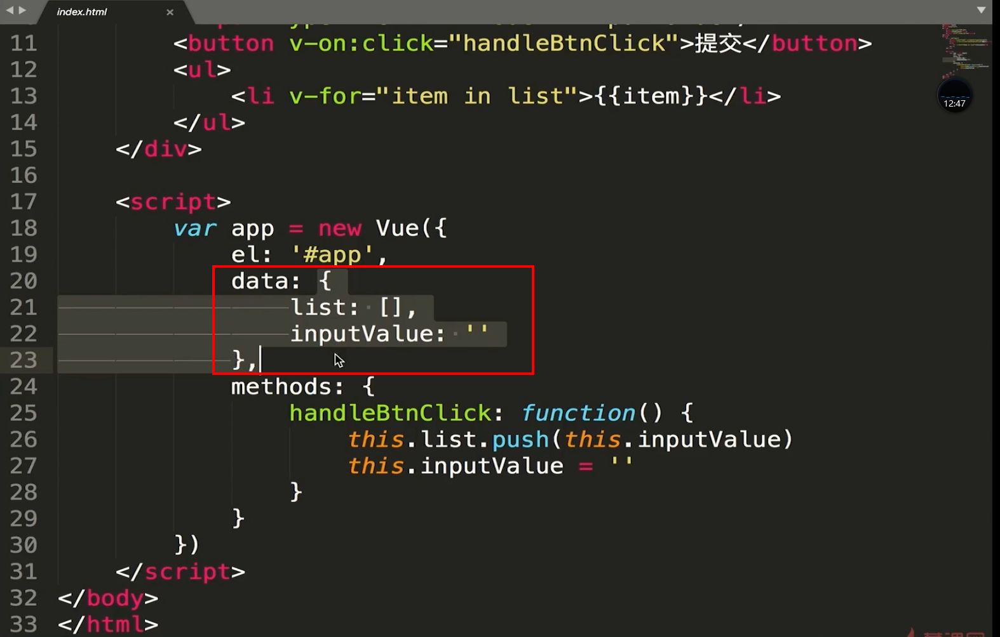 index.html
11 <button v-on:click="handleBtnClick">提交</button>
12 <ul>
13 <li v-for="item in list">{{item}}</li>
14 </ul>
15 </div>
16
17 <script>
18 var app = new Vue({
19 el: '#app',
20 data: {
21 list: [],
22 inputValue: ''
23 },
24 methods: {
25 handleBtnClick: function() {
26 this.list.push(this.inputValue)
27 this.inputValue = ''
28 }
29 }
30 })
31 </script>
32 </body>
33 </html>
12:47